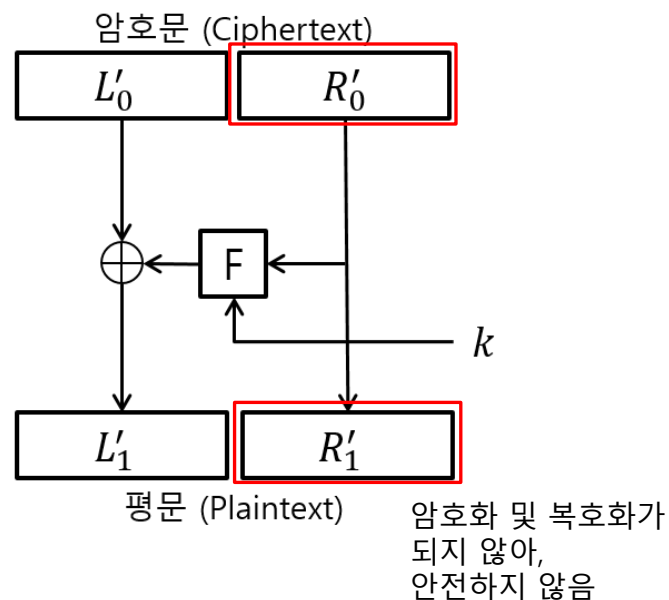 암호문 (Ciphertext)
L′₀ R′₀
F
k
L′₁ R′₁
평문 (Plaintext)
암호화 및 복호화가
되지 않아,
안전하지 않음